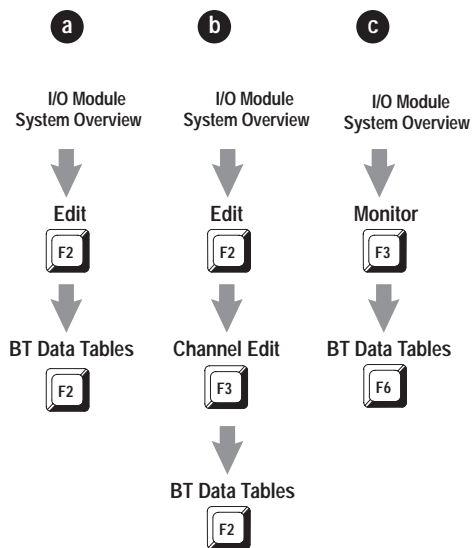 a
I/O Module
System Overview
Edit
F2
BT Data Tables
F2
b
I/O Module
System Overview
Edit
F2
Channel Edit
F3
BT Data Tables
F2
c
I/O Module
System Overview
Monitor
F3
BT Data Tables
F6